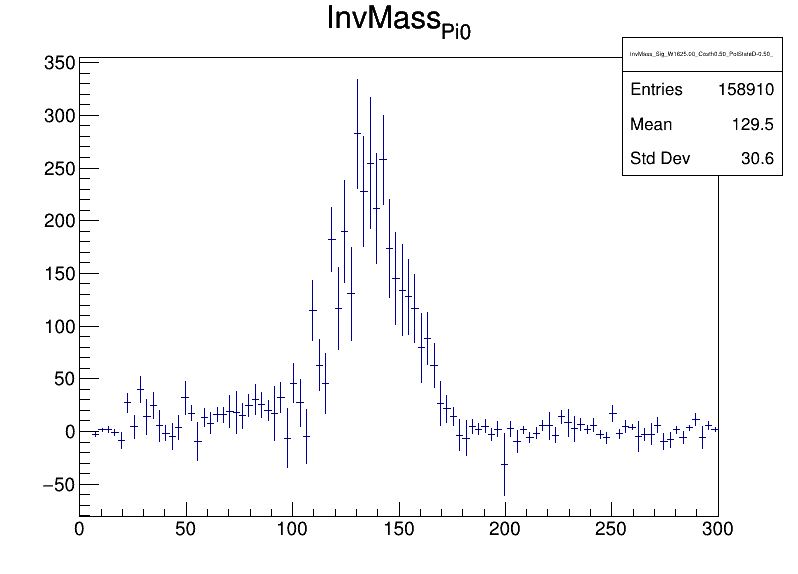 InvMass_Pi0
InvMass_Sig_W1625.00_Costh0.50_PolStateD-0.50_
Entries 158910
Mean 129.5
Std Dev 30.6
350
300
250
200
150
100
50
0
−50
0 50 100 150 200 250 300